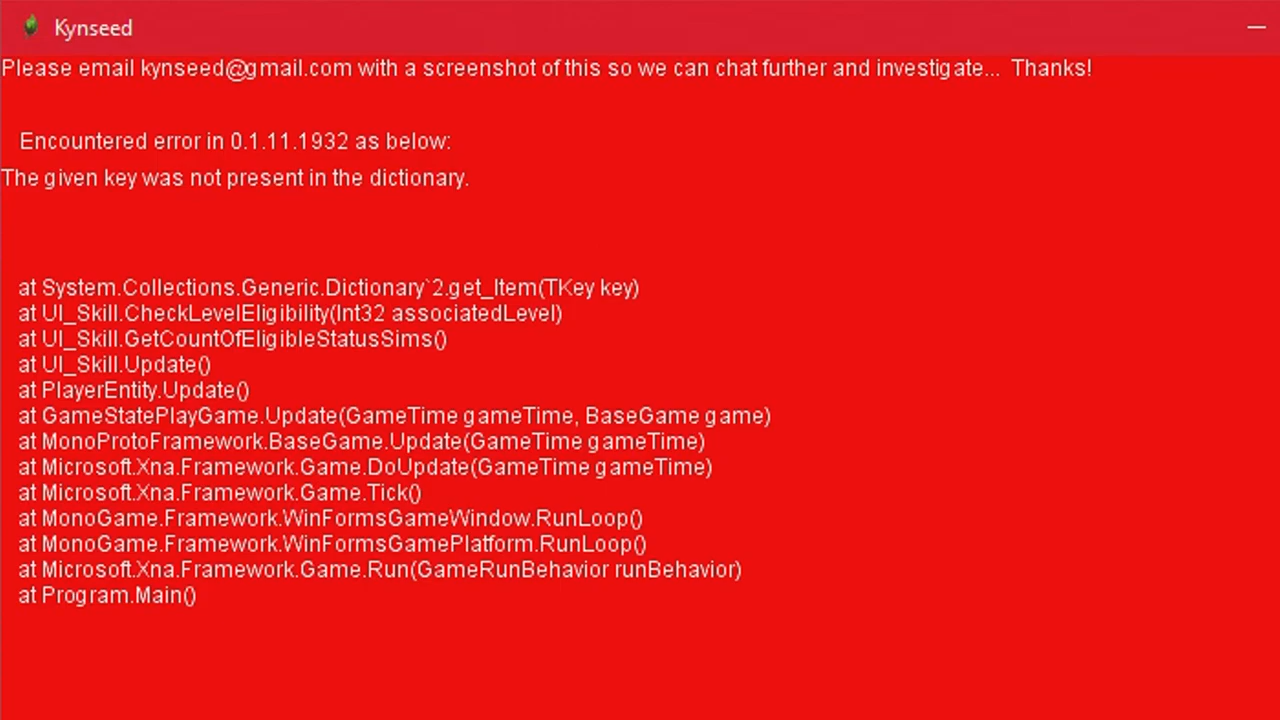 Kynseed
Please email kynseed@gmail.com with a screenshot of this so we can chat further and investigate... Thanks!
Encountered error in 0.1.11.1932 as below:
The given key was not present in the dictionary.
at System.Collections.Generic.Dictionary`2.get_Item(TKey key)
at UI_Skill.CheckLevelEligibility(Int32 associatedLevel)
at UI_Skill.GetCountOfEligibleStatusSims()
at UI_Skill.Update()
at PlayerEntity.Update()
at GameStatePlayGame.Update(GameTime gameTime, BaseGame game)
at MonoProtoFramework.BaseGame.Update(GameTime gameTime)
at Microsoft.Xna.Framework.Game.DoUpdate(GameTime gameTime)
at Microsoft.Xna.Framework.Game.Tick()
at MonoGame.Framework.WinFormsGameWindow.RunLoop()
at MonoGame.Framework.WinFormsGamePlatform.RunLoop()
at Microsoft.Xna.Framework.Game.Run(GameRunBehavior runBehavior)
at Program.Main()